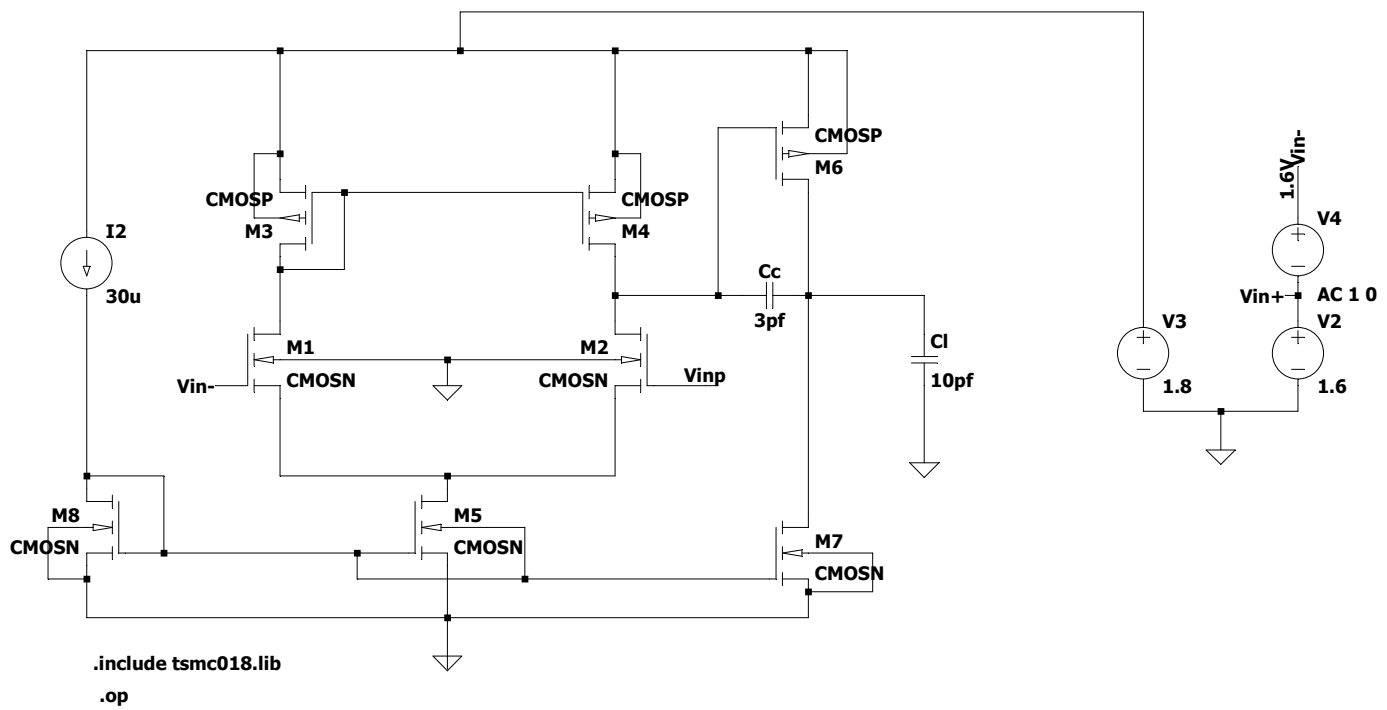 CMOSP
M3
CMOSP
M4
CMOSP
M6
I2
30u
Cc
3pf
M1
CMOSN
Vin-
M2
CMOSN
Vinp
Cl
10pf
V3
1.8
Vin-
1.6V
V4
Vin+
AC 1 0
V2
1.6
M8
CMOSN
M5
CMOSN
M7
CMOSN
.include tsmc018.lib
.op